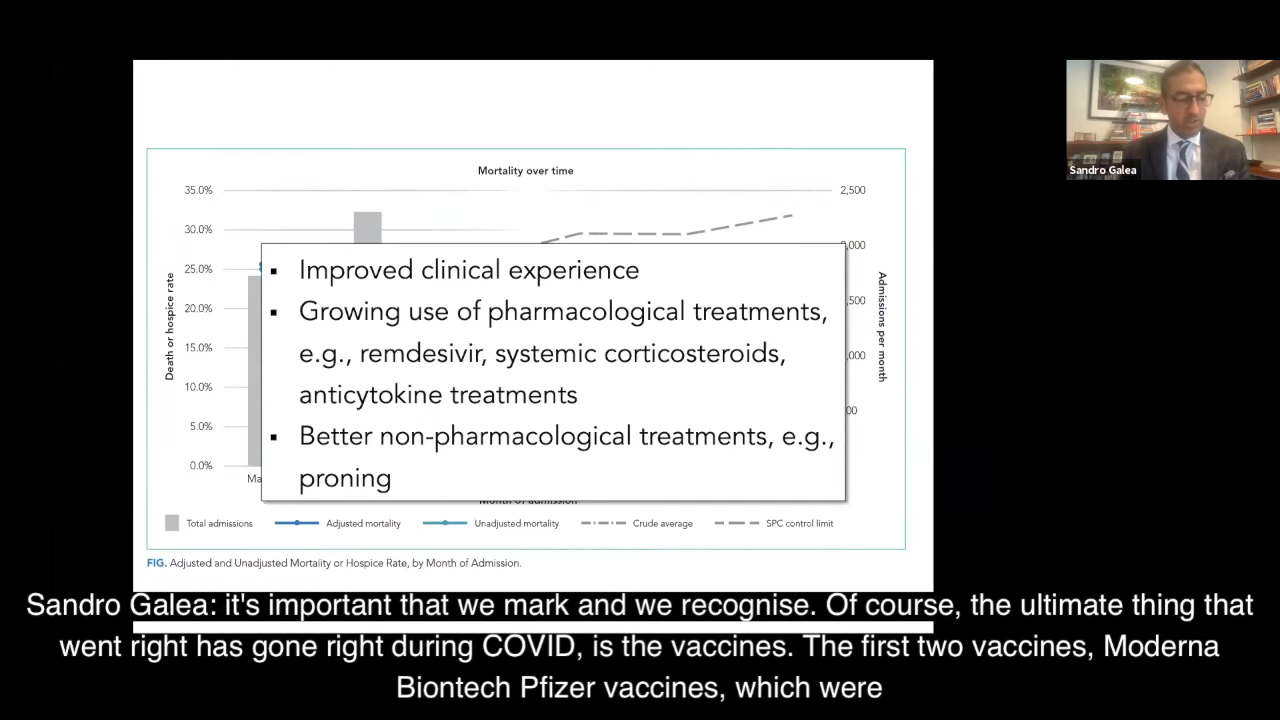 Sandro Galea
Mortality over time
35.0%
30.0%
25.0%
20.0%
15.0%
10.0%
5.0%
0.0%
Death or hospice rate
2,500
Admissions per month
▪ Improved clinical experience
▪ Growing use of pharmacological treatments,
e.g., remdesivir, systemic corticosteroids,
anticytokine treatments
▪ Better non-pharmacological treatments, e.g.,
proning
Month of admission
Total admissions
Adjusted mortality
Unadjusted mortality
Crude average
SPC control limit
FIG. Adjusted and Unadjusted Mortality or Hospice Rate, by Month of Admission.
Sandro Galea: it's important that we mark and we recognise. Of course, the ultimate thing that
went right has gone right during COVID, is the vaccines. The first two vaccines, Moderna
Biontech Pfizer vaccines, which were